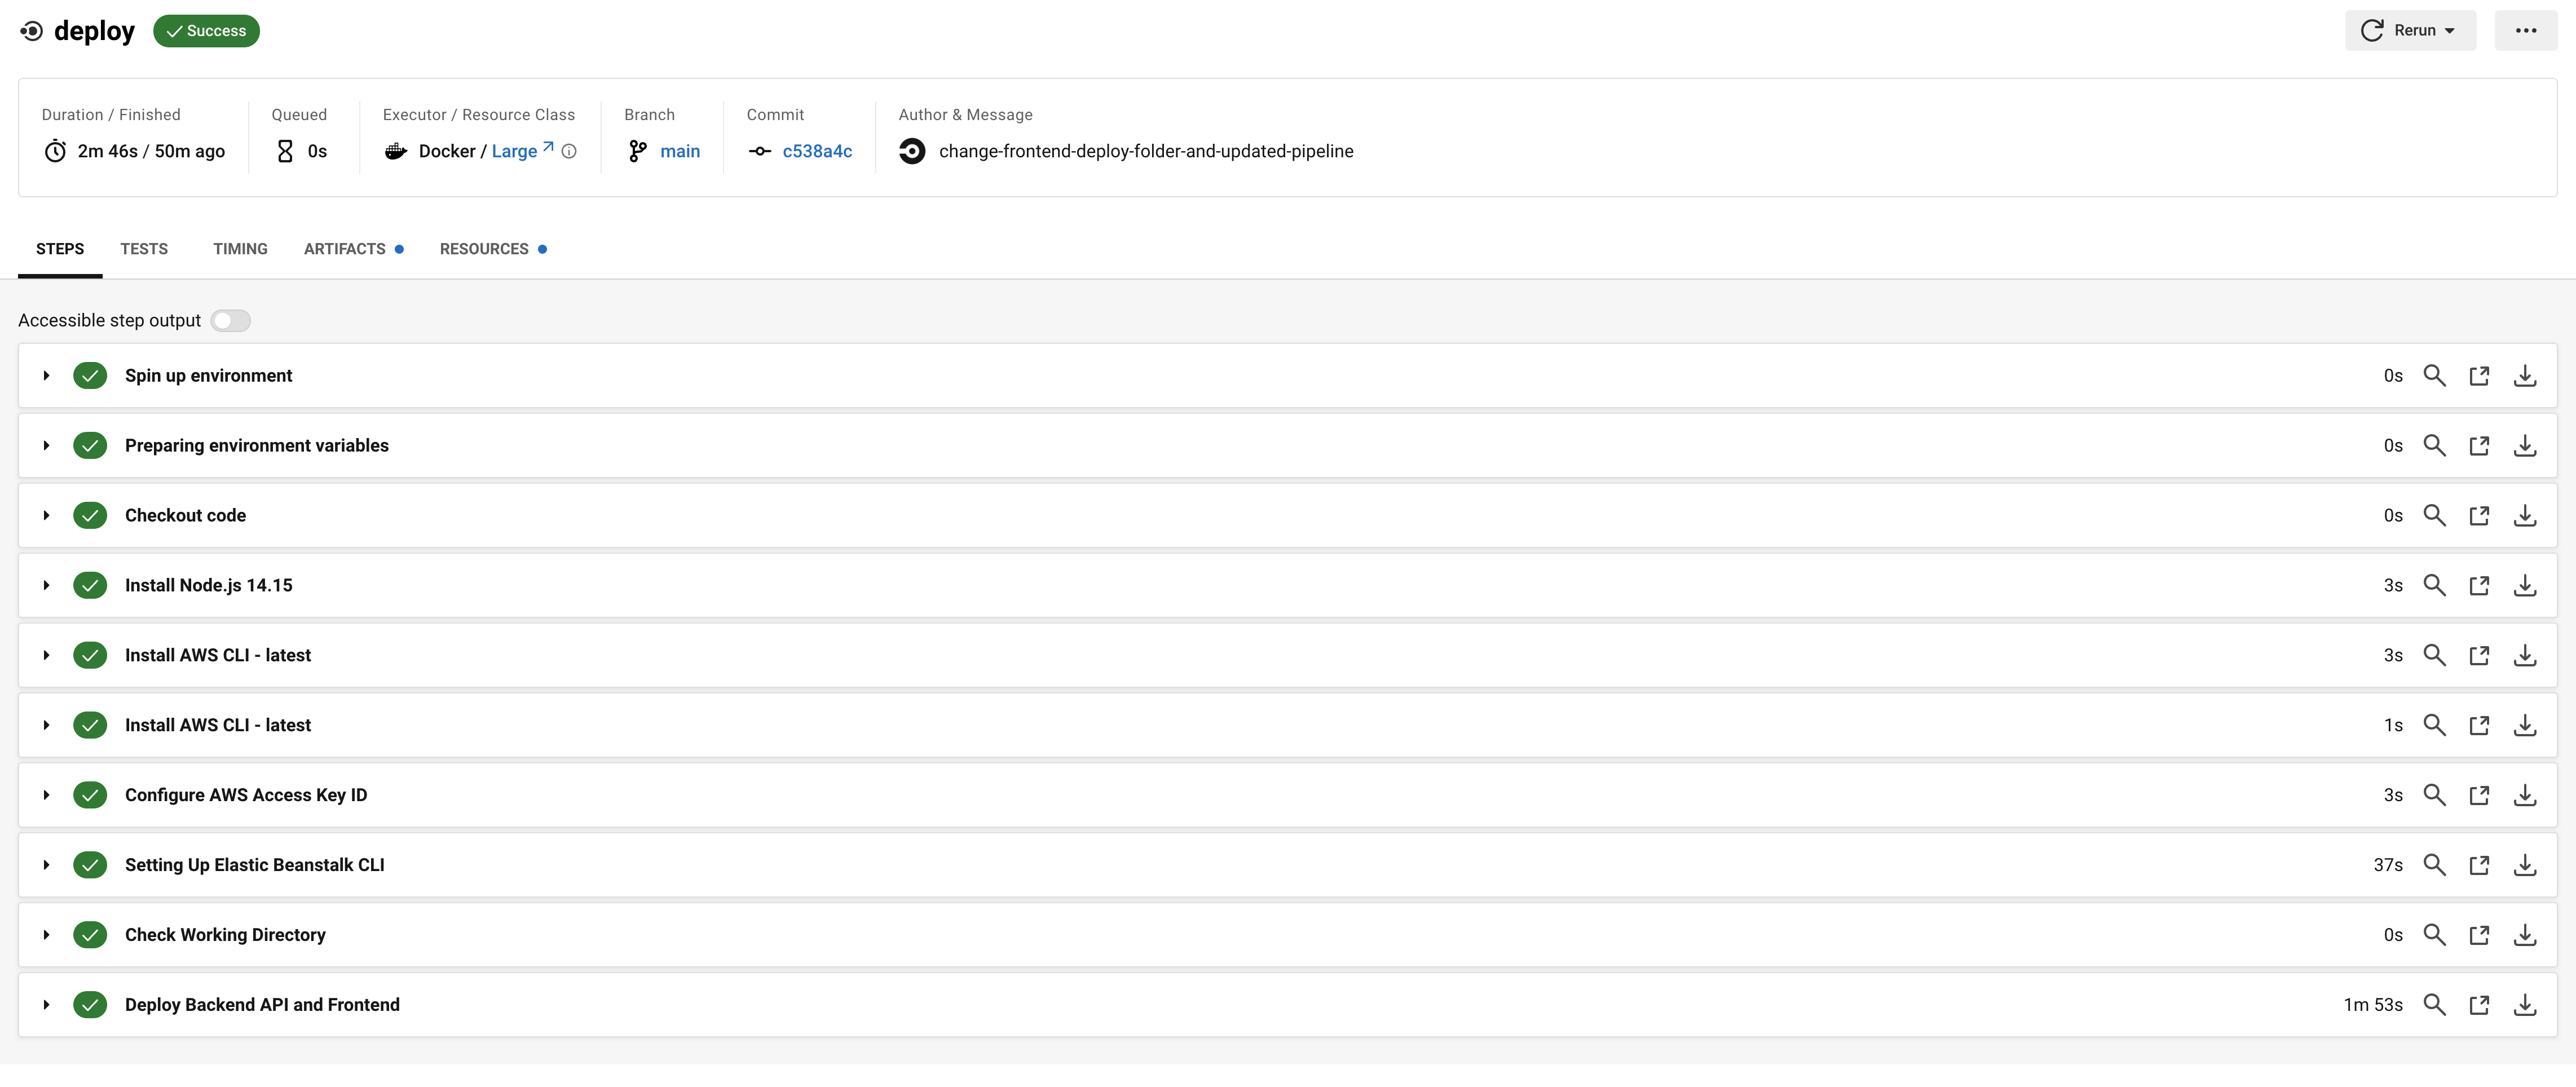 deploy Success Rerun
Duration / Finished Queued Executor / Resource Class Branch Commit Author & Message
2m 46s / 50m ago 0s Docker / Large main c538a4c change-frontend-deploy-folder-and-updated-pipeline
STEPS TESTS TIMING ARTIFACTS RESOURCES
Accessible step output
Spin up environment 0s
Preparing environment variables 0s
Checkout code 0s
Install Node.js 14.15 3s
Install AWS CLI - latest 3s
Install AWS CLI - latest 1s
Configure AWS Access Key ID 3s
Setting Up Elastic Beanstalk CLI 37s
Check Working Directory 0s
Deploy Backend API and Frontend 1m 53s